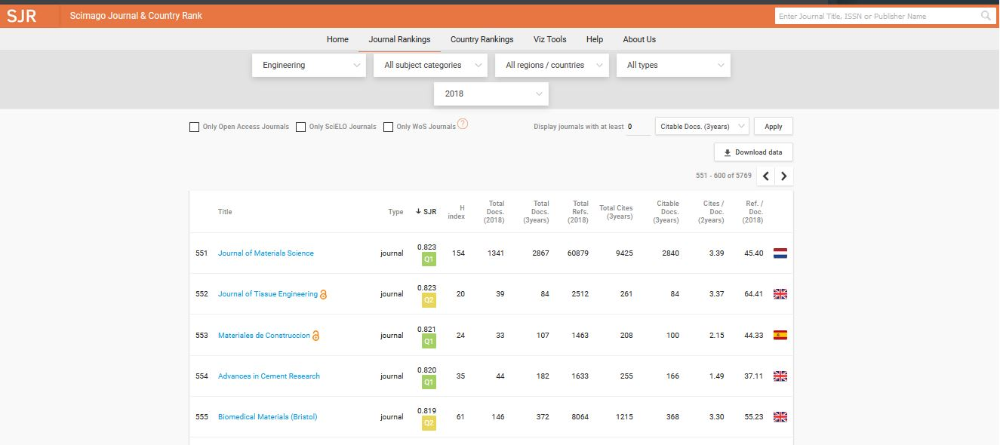 SJR Scimago Journal & Country Rank Enter Journal Title, ISSN or Publisher Name
Home Journal Rankings Country Rankings Viz Tools Help About Us
Engineering All subject categories All regions / countries All types
2018
Only Open Access Journals Only SciELO Journals Only WoS Journals ? Display journals with at least 0 Citable Docs. (3years) Apply
Download data
551 - 600 of 5769
Title Type SJR H index Total Docs. (2018) Total Docs. (3years) Total Refs. (2018) Total Cites (3years) Citable Docs. (3years) Cites / Doc. (2years) Ref. / Doc. (2018)
551 Journal of Materials Science journal 0.823 Q1 154 1341 2867 60879 9425 2840 3.39 45.40
552 Journal of Tissue Engineering journal 0.823 Q2 20 39 84 2512 261 84 3.37 64.41
553 Materiales de Construccion journal 0.821 Q1 24 33 107 1463 208 100 2.15 44.33
554 Advances in Cement Research journal 0.820 Q1 35 44 182 1633 255 166 1.49 37.11
555 Biomedical Materials (Bristol) journal 0.819 Q2 61 146 372 8064 1215 368 3.30 55.23